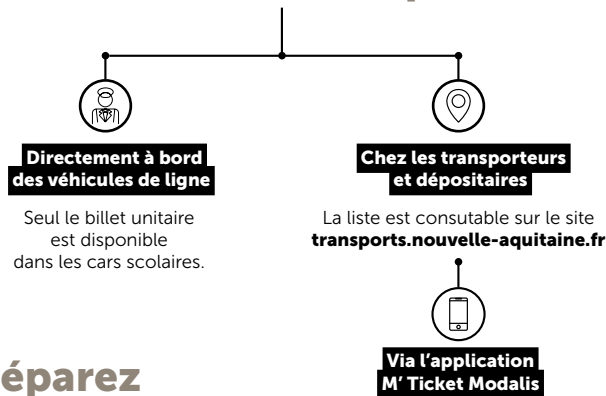 Directement à bord
des véhicules de ligne
Seul le billet unitaire
est disponible
dans les cars scolaires.
Chez les transporteurs
et dépositaires
La liste est consutable sur le site
transports.nouvelle-aquitaine.fr
Via l'application
M' Ticket Modalis
éparez